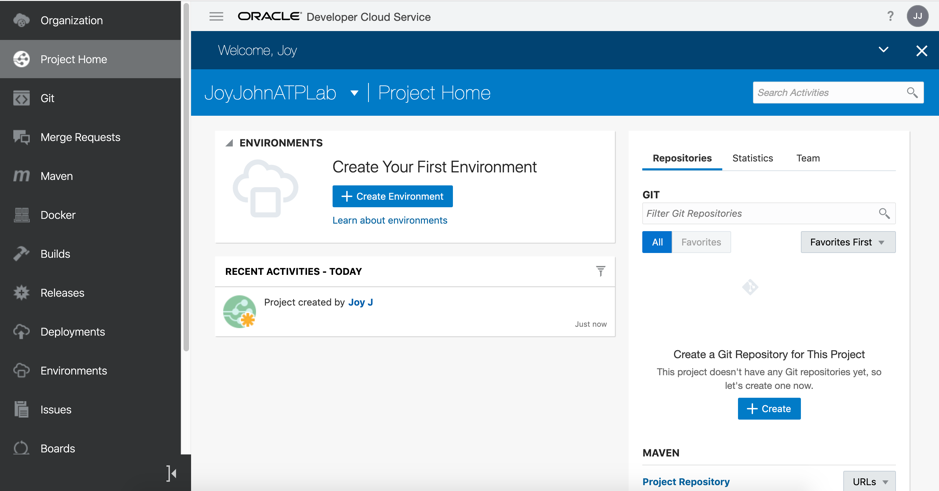 Organization
Project Home
Git
Merge Requests
Maven
Docker
Builds
Releases
Deployments
Environments
Issues
Boards
ORACLE® Developer Cloud Service
? JJ
Welcome, Joy
JoyJohnATPLab | Project Home
Search Activities
ENVIRONMENTS
Create Your First Environment
+ Create Environment
Learn about environments
RECENT ACTIVITIES - TODAY
Project created by Joy J
Just now
Repositories Statistics Team
GIT
Filter Git Repositories
All Favorites Favorites First
Create a Git Repository for This Project
This project doesn't have any Git repositories yet, so
let's create one now.
+ Create
MAVEN
Project Repository URLs